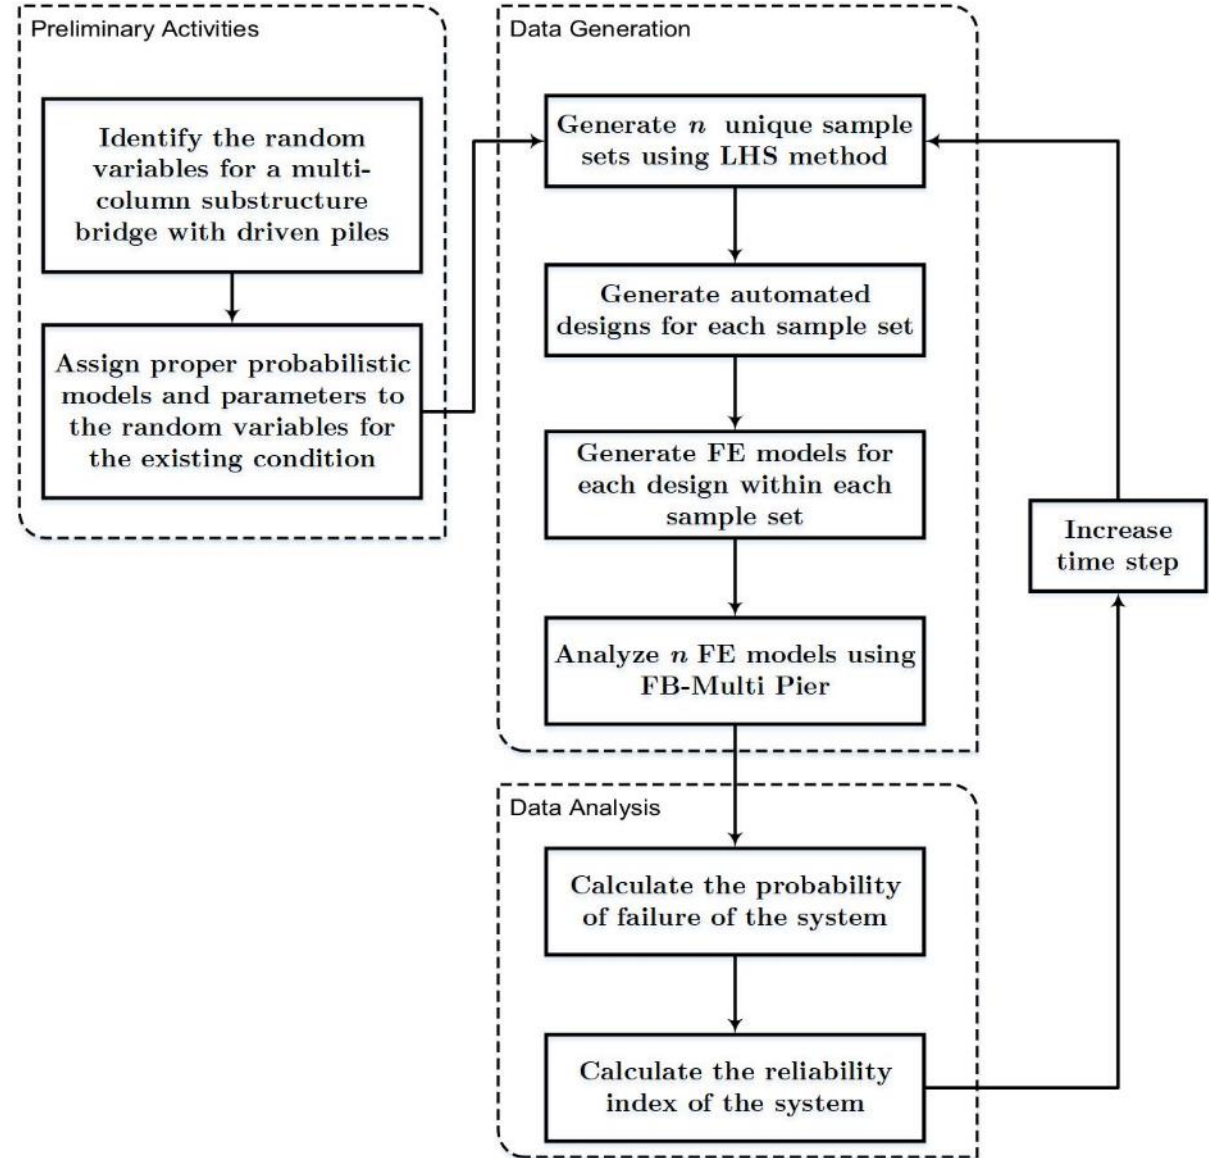 Preliminary Activities
Identify the random
variables for a multi-
column substructure
bridge with driven piles
Assign proper probabilistic
models and parameters to
the random variables for
the existing condition
Data Generation
Generate n unique sample
sets using LHS method
Generate automated
designs for each sample set
Generate FE models for
each design within each
sample set
Analyze n FE models using
FB-Multi Pier
Data Analysis
Calculate the probability
of failure of the system
Calculate the reliability
index of the system
Increase
time step